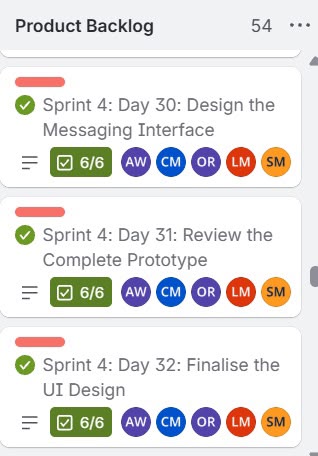 Product Backlog 54
Sprint 4: Day 30: Design the
Messaging Interface
6/6 AW CM OR LM SM
Sprint 4: Day 31: Review the
Complete Prototype
6/6 AW CM OR LM SM
Sprint 4: Day 32: Finalise the
UI Design
6/6 AW CM OR LM SM